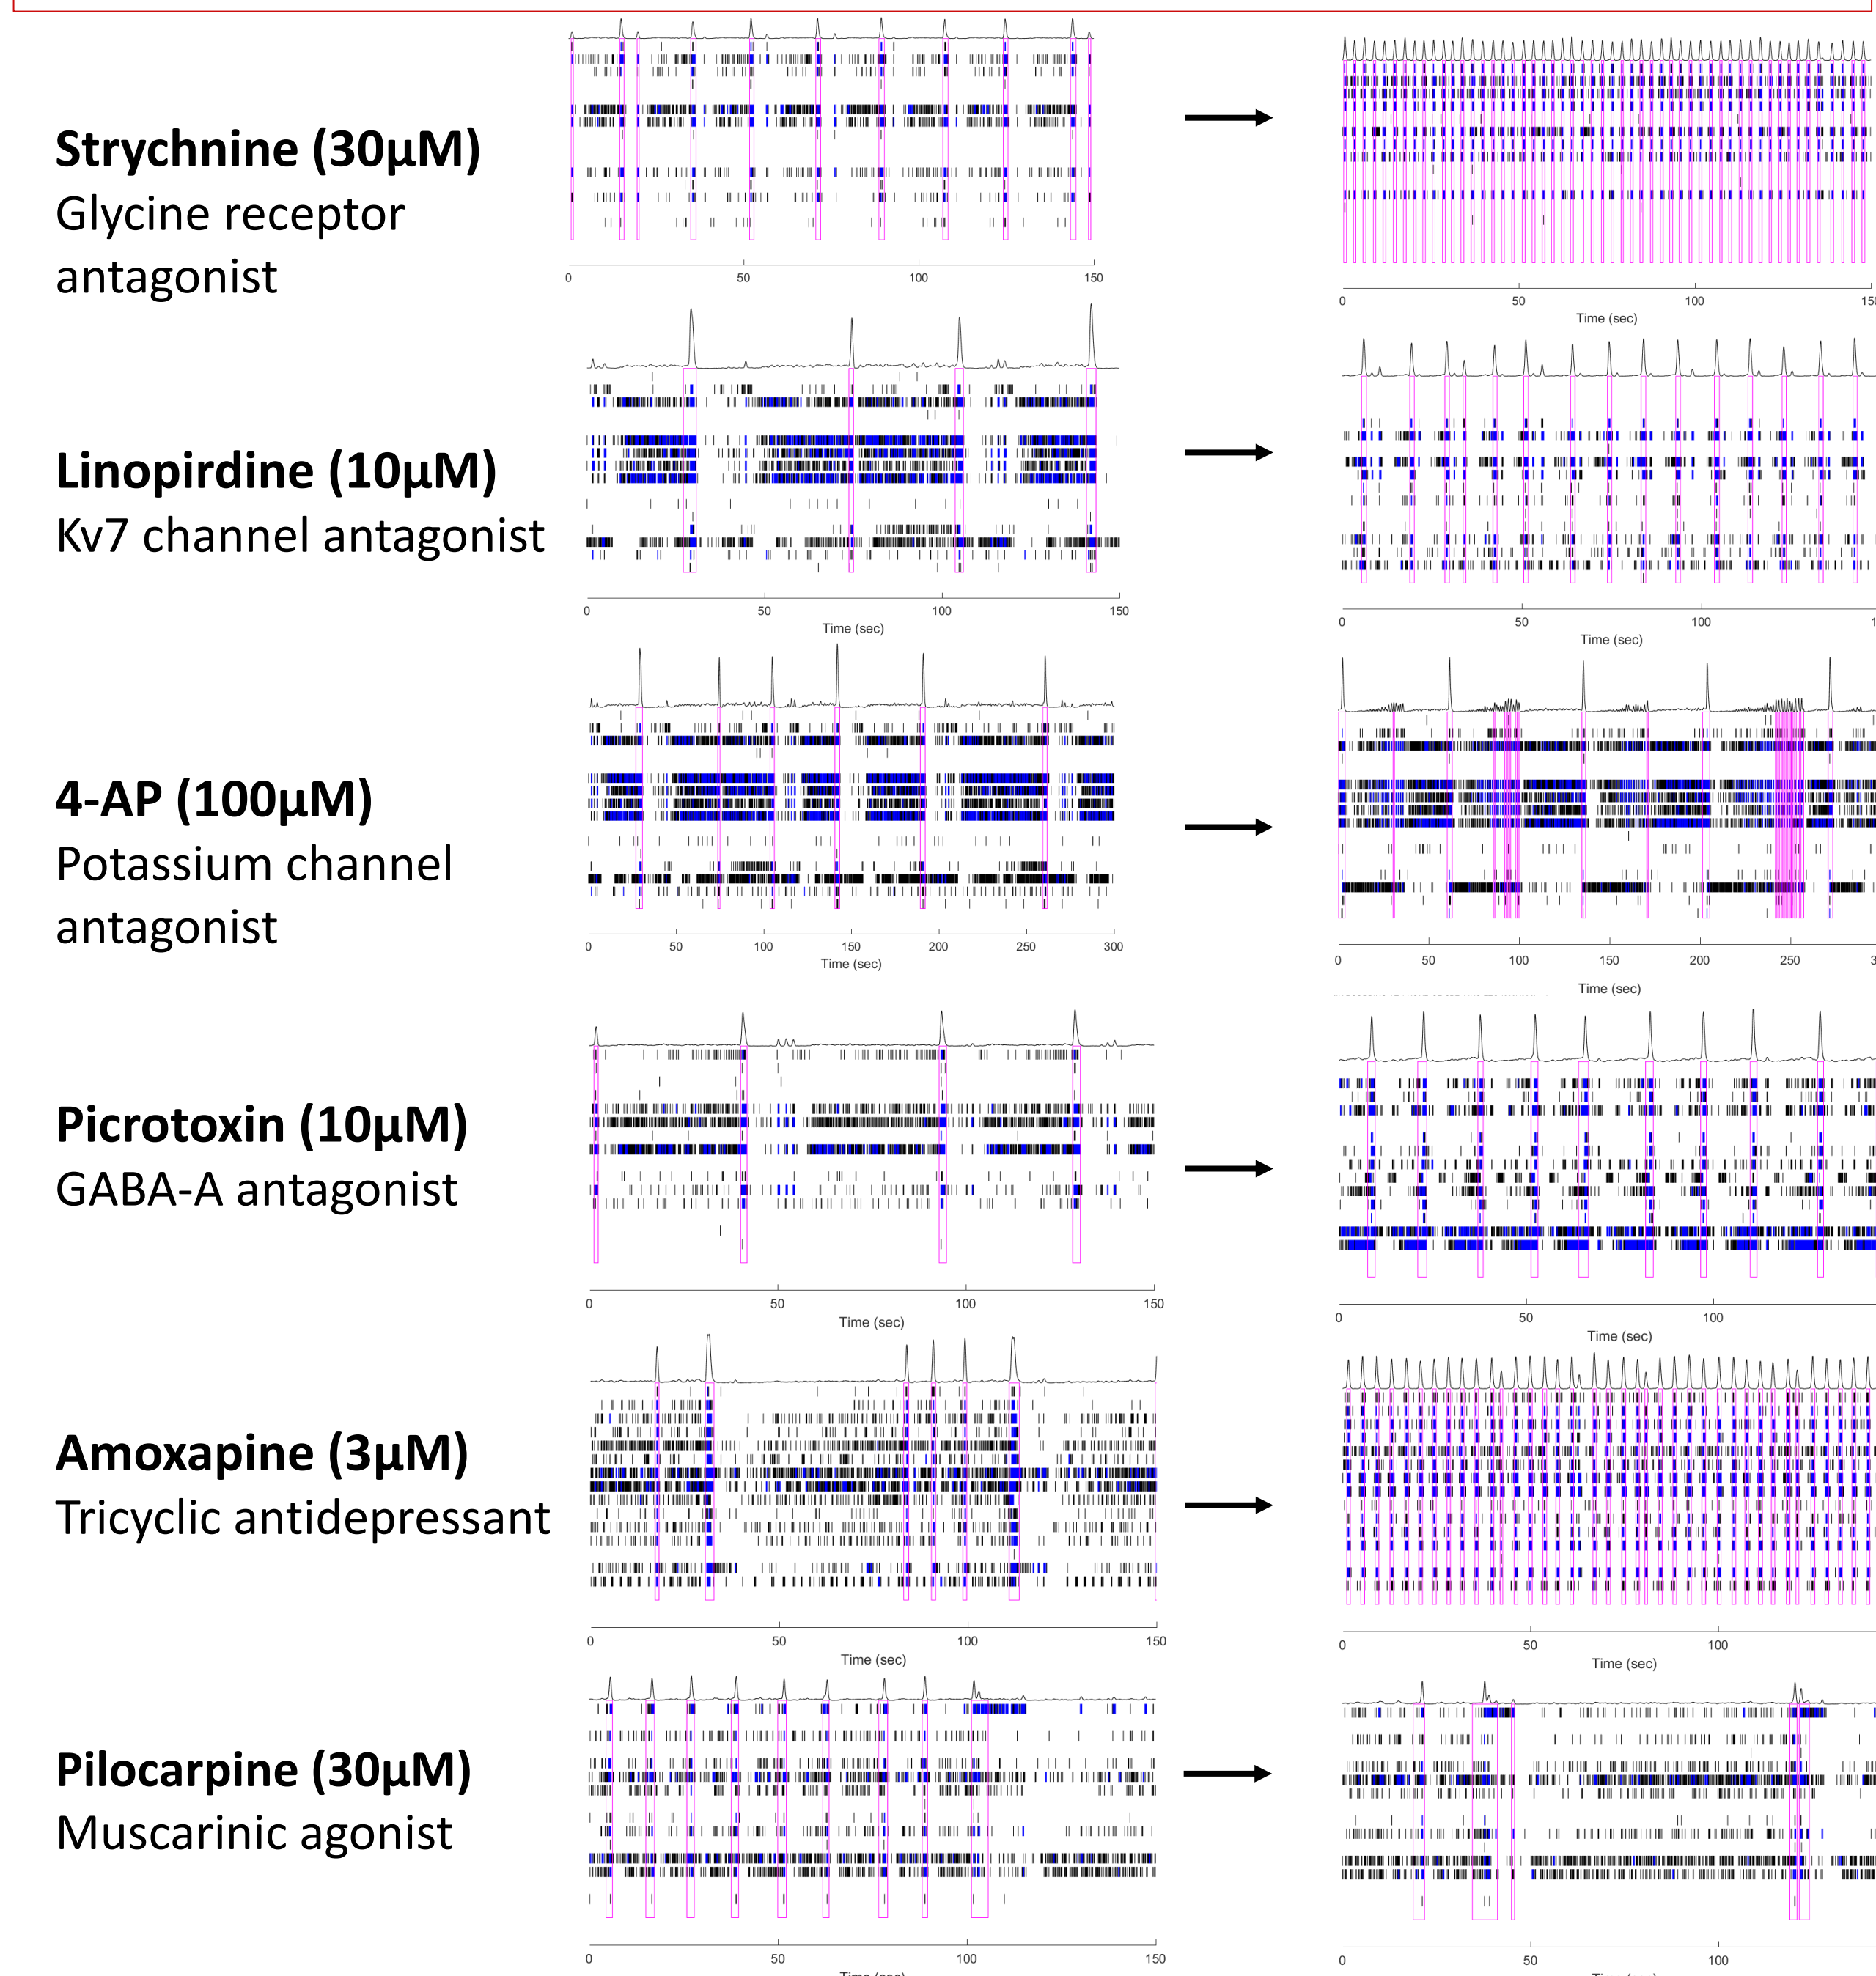 0 50 100 150
Strychnine (30μM)
Glycine receptor
antagonist
0 50 100
Time (sec)
Linopirdine (10μM)
Kv7 channel antagonist
0 50 100 150
Time (sec)
0 50 100
Time (sec)
4-AP (100μM)
Potassium channel
antagonist
0 50 100 150 200 250 300
Time (sec)
0 50 100 150 200 250
Time (sec)
Picrotoxin (10μM)
GABA-A antagonist
0 50 100 150
Time (sec)
0 50 100
Time (sec)
Amoxapine (3μM)
Tricyclic antidepressant
0 50 100 150
Time (sec)
0 50 100
Time (sec)
Pilocarpine (30μM)
Muscarinic agonist
0 50 100 150
0 50 100